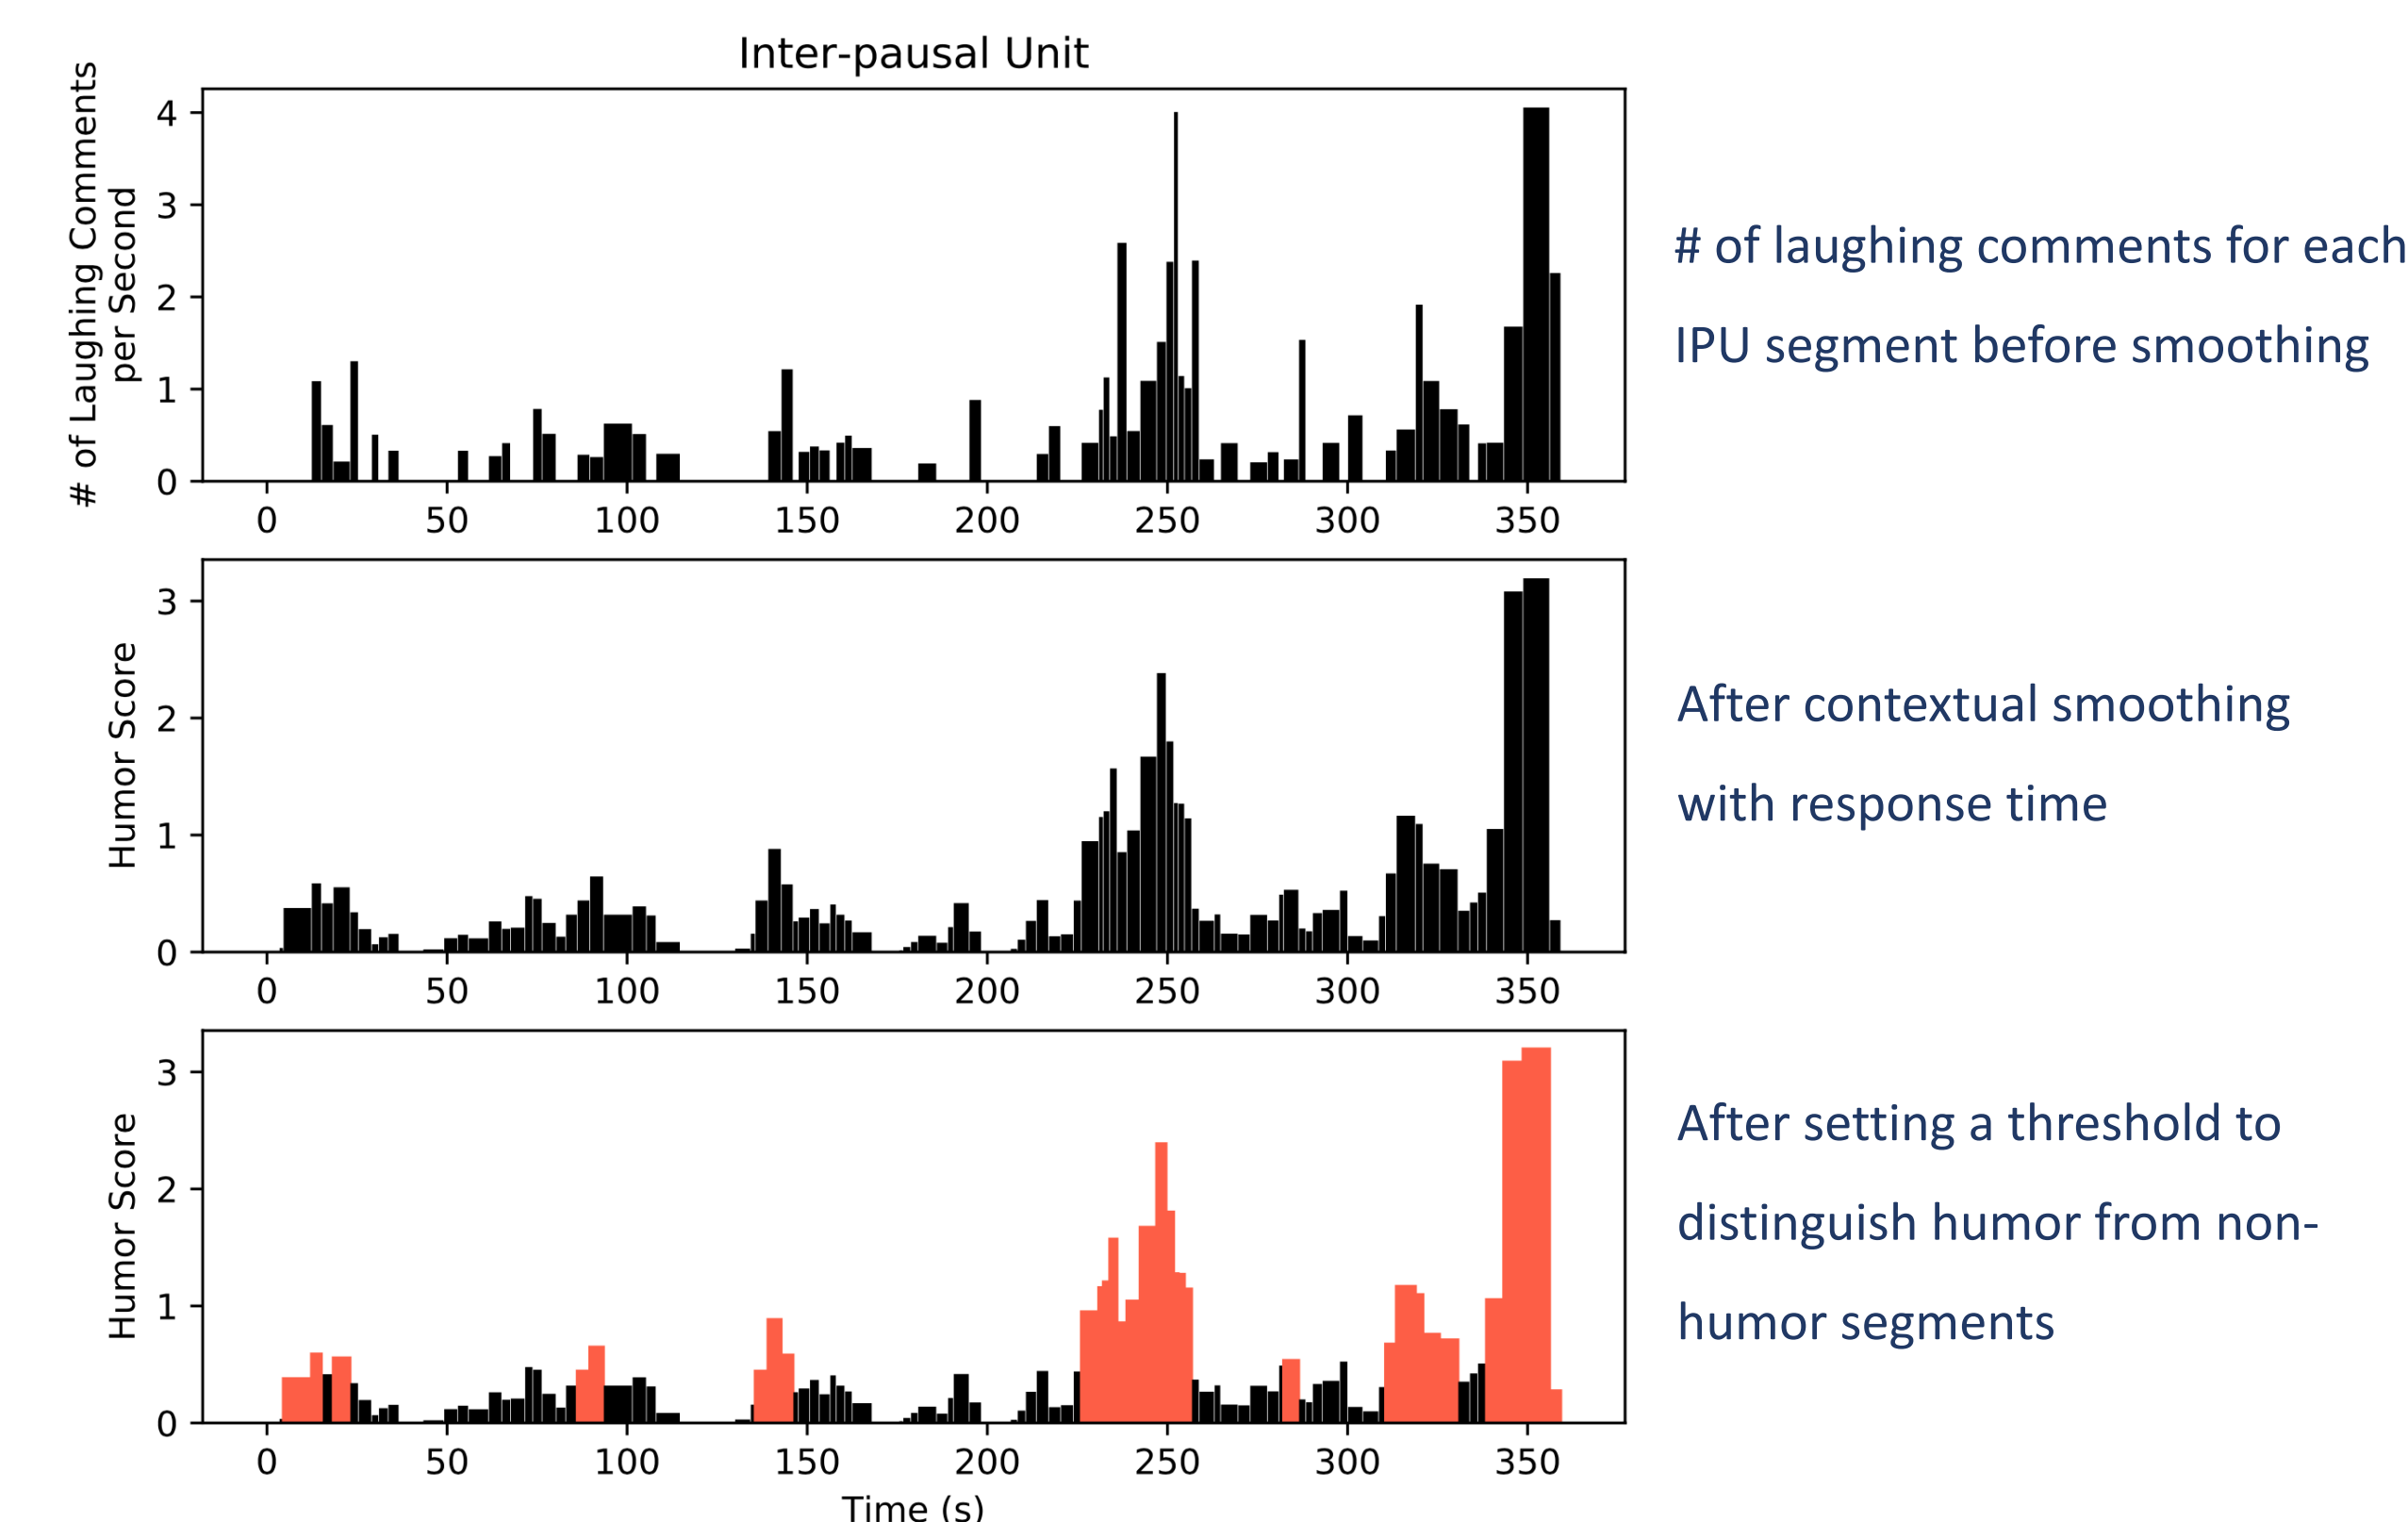 Inter-pausal Unit
# of Laughing Comments
per Second
4
3
2
1
0
0 50 100 150 200 250 300 350
# of laughing comments for each
IPU segment before smoothing
Humor Score
3
2
1
0
0 50 100 150 200 250 300 350
After contextual smoothing
with response time
Humor Score
3
2
1
0
0 50 100 150 200 250 300 350
Time (s)
After setting a threshold to
distinguish humor from non-
humor segments